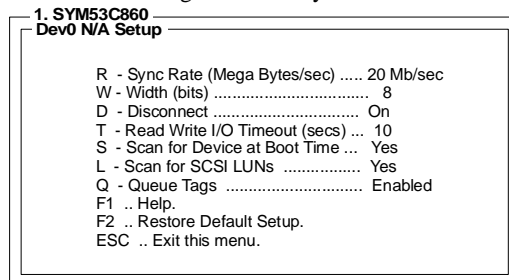 1. SYM53C860
Dev0 N/A Setup
R - Sync Rate (Mega Bytes/sec) ..... 20 Mb/sec
W - Width (bits) .................................. 8
D - Disconnect ................................ On
T - Read Write I/O Timeout (secs) ... 10
S - Scan for Device at Boot Time ... Yes
L - Scan for SCSI LUNs ................. Yes
Q - Queue Tags .............................. Enabled
F1 .. Help.
F2 .. Restore Default Setup.
ESC .. Exit this menu.